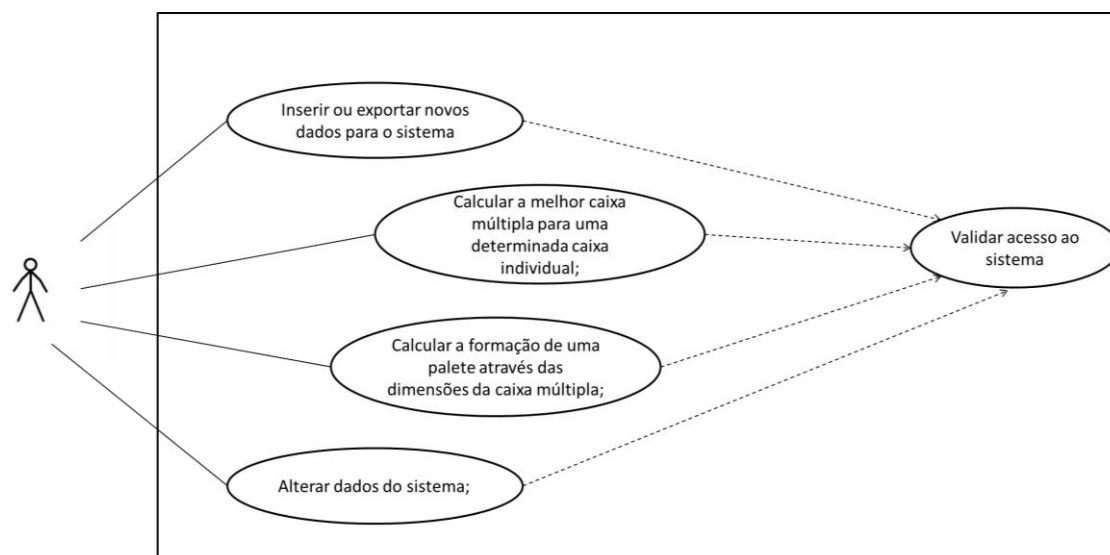 Inserir ou exportar novos
dados para o sistema
Calcular a melhor caixa
múltipla para uma
determinada caixa
individual;
Validar acesso ao
sistema
Calcular a formação de uma
palete através das
dimensões da caixa múltipla;
Alterar dados do sistema;